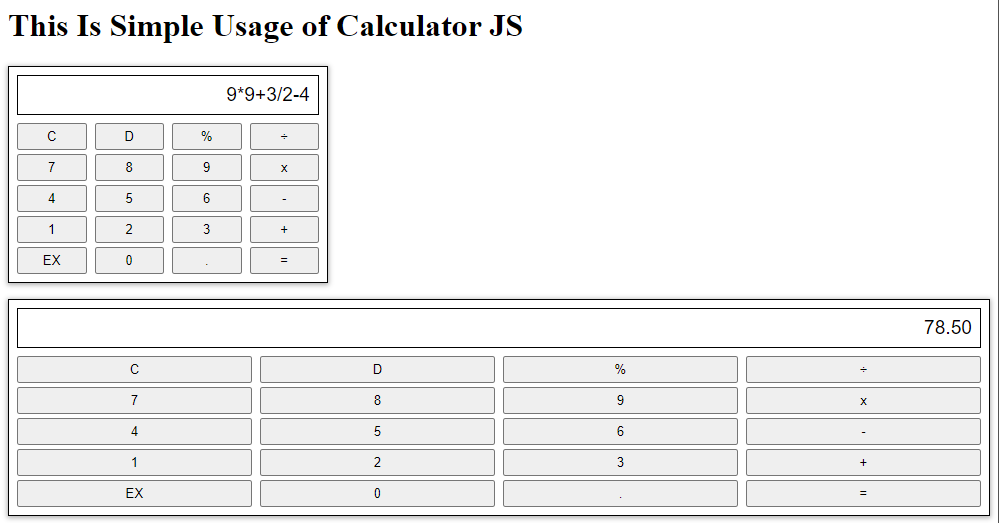 This Is Simple Usage of Calculator JS
9*9+3/2-4
C D % ÷
7 8 9 x
4 5 6 -
1 2 3 +
EX 0 . =
78.50
C D % ÷
7 8 9 x
4 5 6 -
1 2 3 +
EX 0 . =